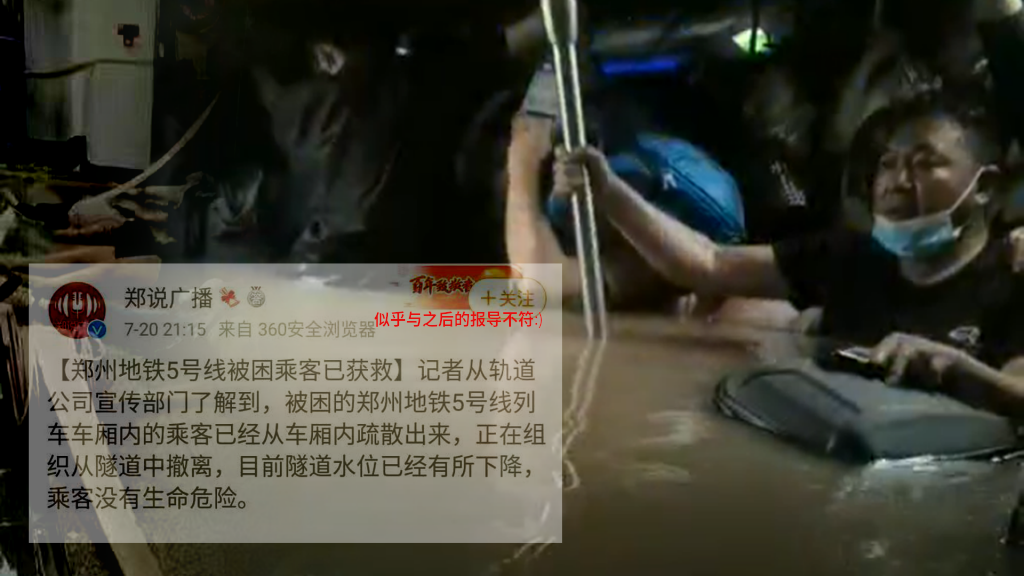 郑说广播
+关注
7-20 21:15 来自 360安全浏览器
似乎与之后的报导不符:)
【郑州地铁5号线被困乘客已获救】记者从轨道
公司宣传部门了解到，被困的郑州地铁5号线列
车车厢内的乘客已经从车厢内疏散出来，正在组
织从隧道中撤离，目前隧道水位已经有所下降，
乘客没有生命危险。